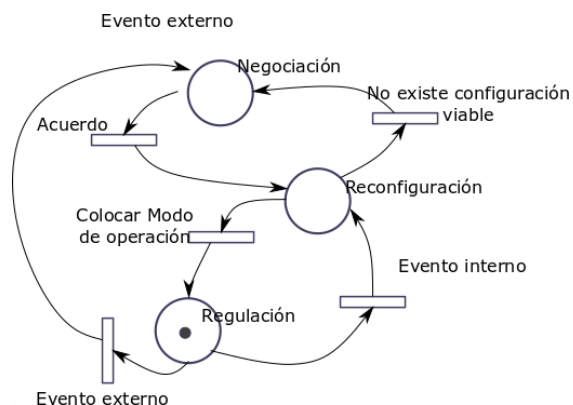 Evento externo
Negociación
No existe configuración
viable
Acuerdo
Reconfiguración
Colocar Modo
de operación
Evento interno
Regulación
Evento externo